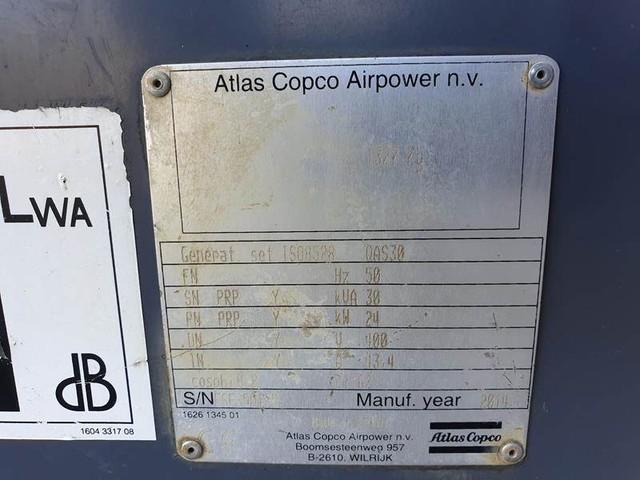 Atlas Copco Airpower n.v.
Generat set ISO8528 QAS30
FN Hz 50
SN PRP Y kVA 30
PN PRP Y kW 24
UN Y V 400
IN Y 43.4
S/N Manuf. year 2014
1626 1345 01
Atlas Copco Airpower n.v.
Boomsesteenweg 957
B-2610, WILRIJK
Atlas Copco
LWA
dB
1604 3317 08